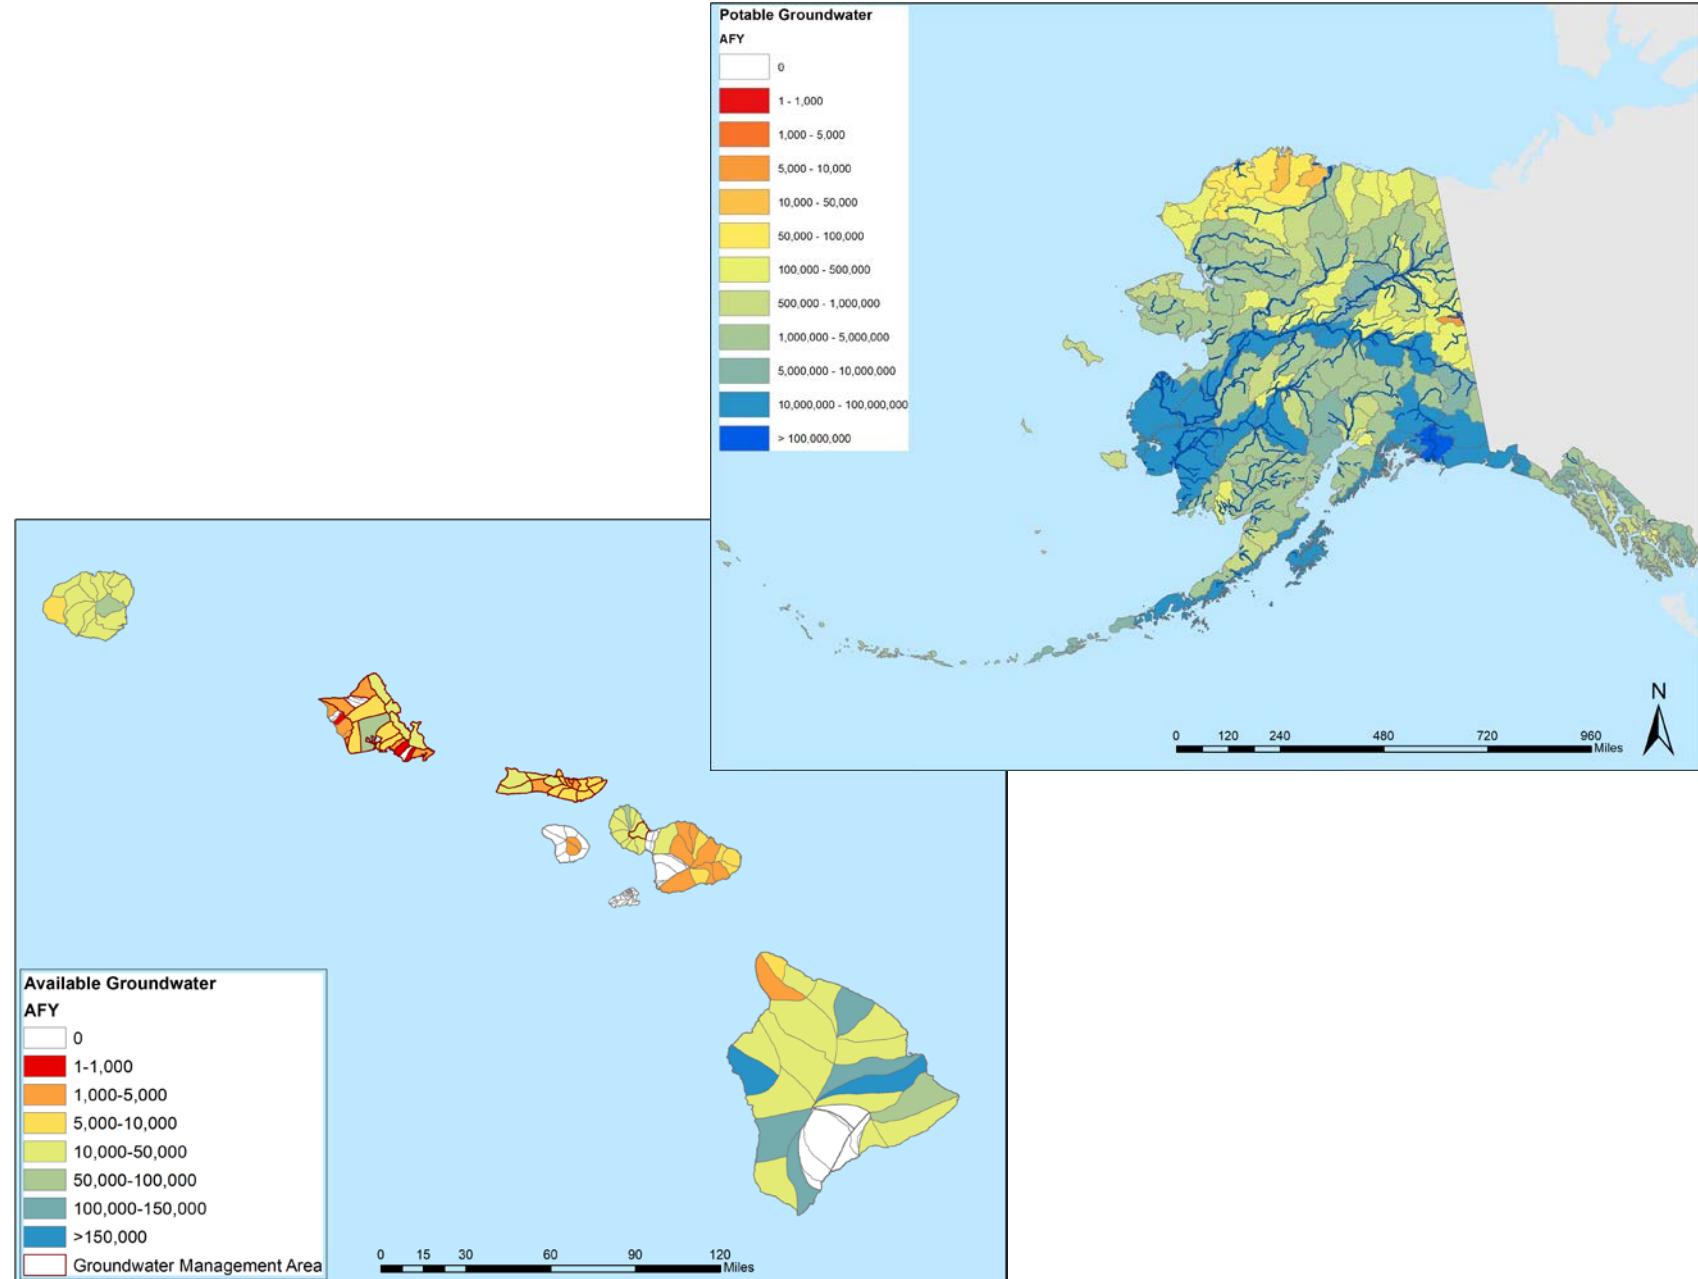 Potable Groundwater
AFY
0
1 - 1,000
1,000 - 5,000
5,000 - 10,000
10,000 - 50,000
50,000 - 100,000
100,000 - 500,000
500,000 - 1,000,000
1,000,000 - 5,000,000
5,000,000 - 10,000,000
10,000,000 - 100,000,000
> 100,000,000
N
0 120 240 480 720 960
Miles
Available Groundwater
AFY
0
1-1,000
1,000-5,000
5,000-10,000
10,000-50,000
50,000-100,000
100,000-150,000
>150,000
Groundwater Management Area
0 15 30 60 90 120
Miles